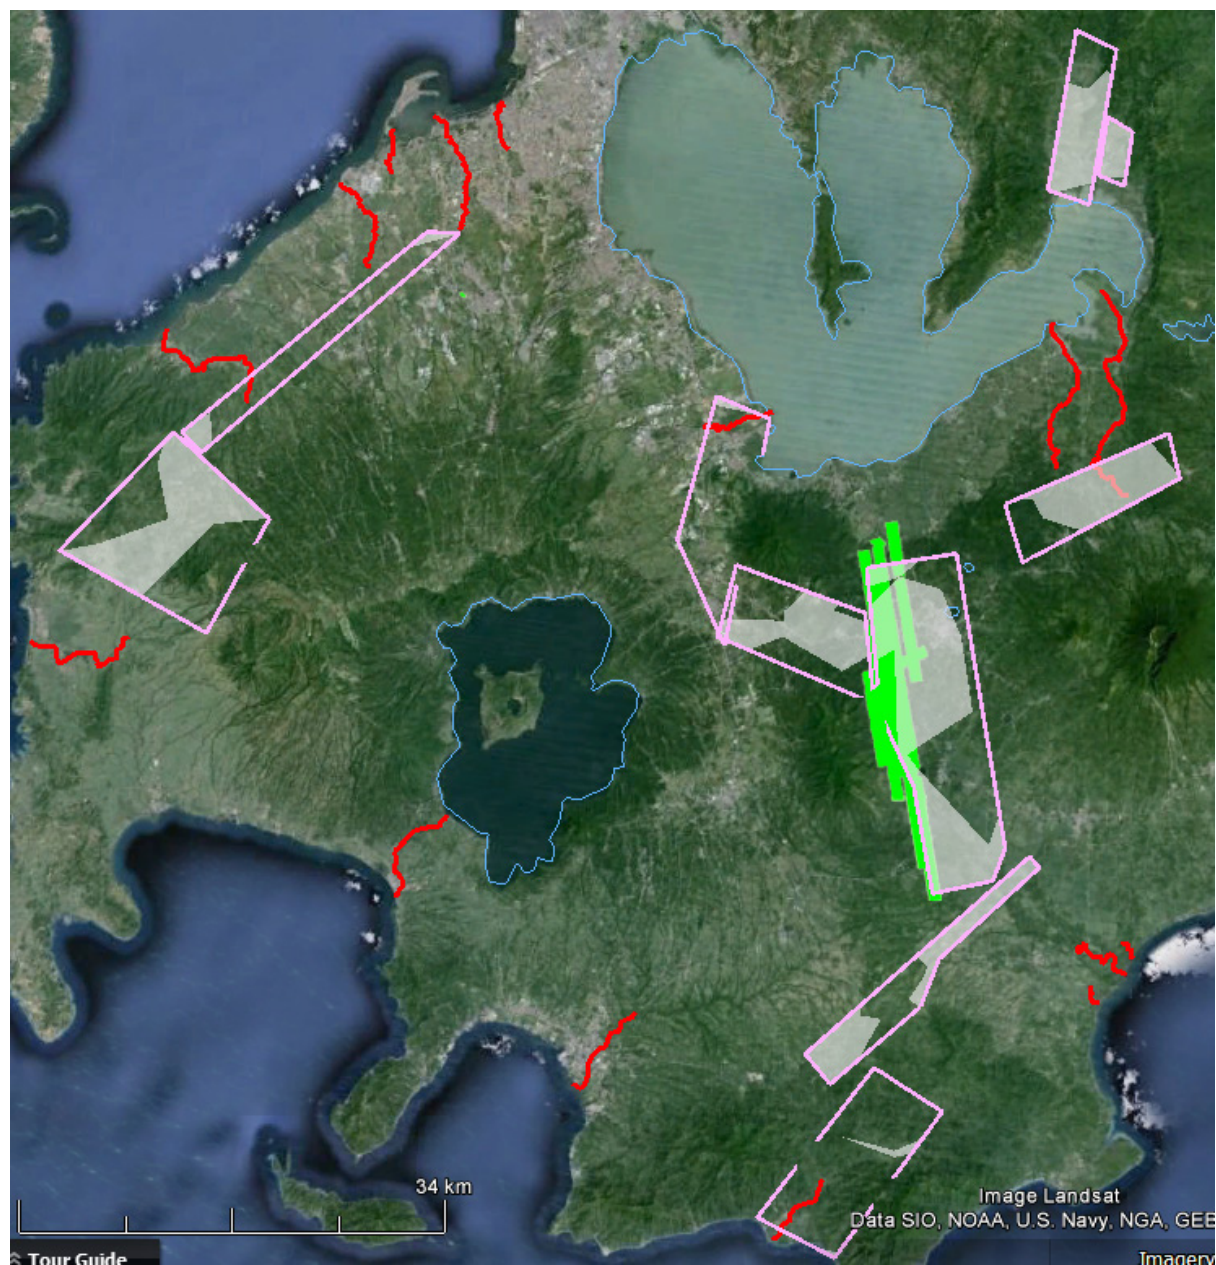 34 km
Image Landsat
Data SIO, NOAA, U.S. Navy, NGA, GEB
Tour Guide
Imagery